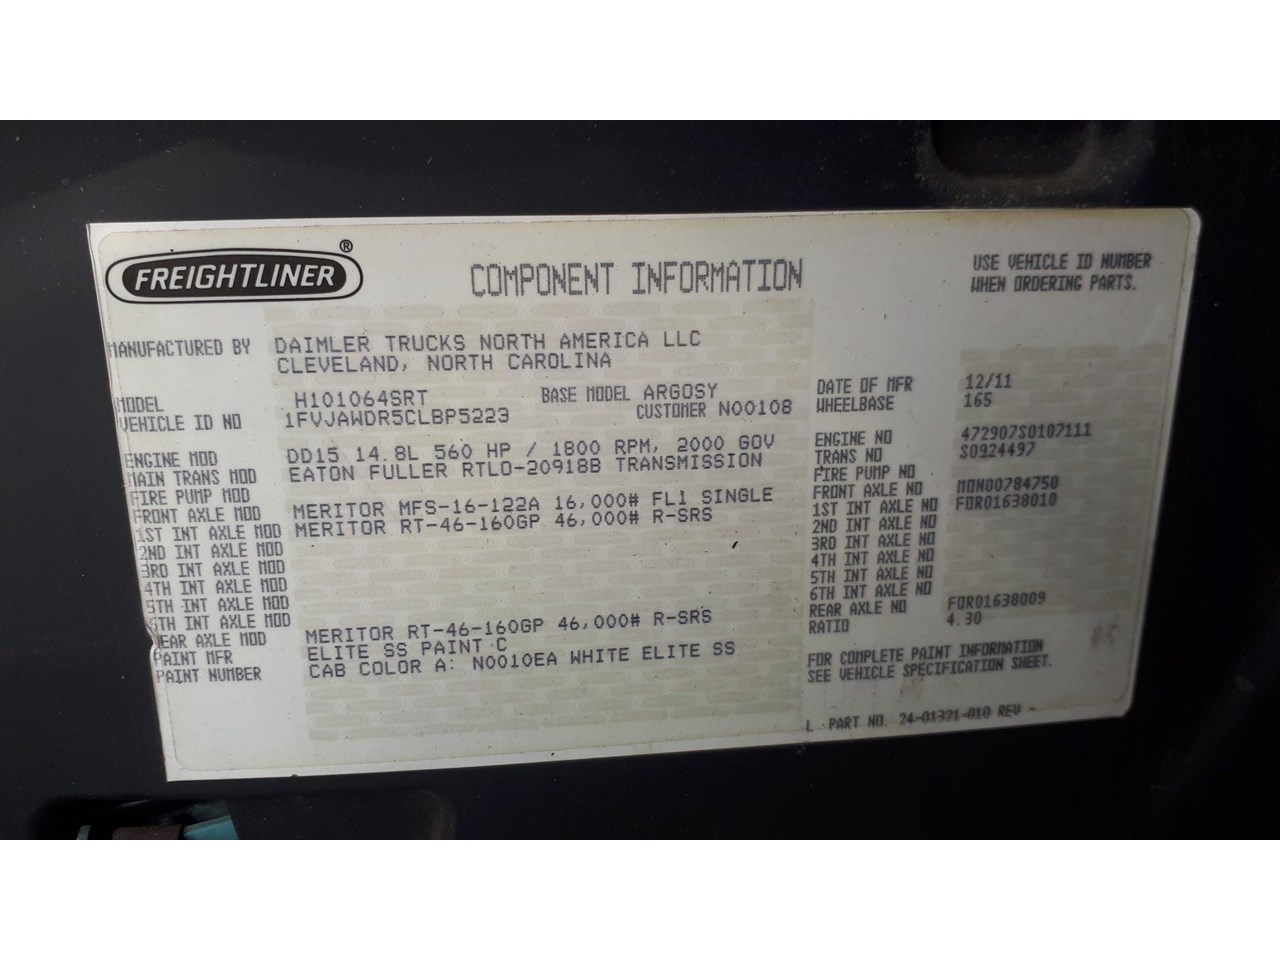 FREIGHTLINER ®
COMPONENT INFORMATION
USE VEHICLE ID NUMBER
WHEN ORDERING PARTS.
MANUFACTURED BY DAIMLER TRUCKS NORTH AMERICA LLC
CLEVELAND, NORTH CAROLINA
MODEL H101064SRT BASE MODEL ARGOSY DATE OF MFR 12/11
VEHICLE ID NO 1FVJAWDR5CLBP5223 CUSTOMER N00108 WHEELBASE 165
ENGINE MOD DD15 14.8L 560 HP / 1800 RPM, 2000 GOV ENGINE NO 472907S0107111
MAIN TRANS MOD EATON FULLER RTLO-20918B TRANSMISSION TRANS NO S0924497
FIRE PUMP MOD FIRE PUMP NO
FRONT AXLE MOD MERITOR MFS-16-122A 16,000# FL1 SINGLE FRONT AXLE NO MON00784750
1ST INT AXLE MOD MERITOR RT-46-160GP 46,000# R-SRS 1ST INT AXLE NO FOR01638010
2ND INT AXLE MOD 2ND INT AXLE NO
3RD INT AXLE MOD 3RD INT AXLE NO
4TH INT AXLE MOD 4TH INT AXLE NO
5TH INT AXLE MOD 5TH INT AXLE NO
6TH INT AXLE MOD 6TH INT AXLE NO
REAR AXLE MOD MERITOR RT-46-160GP 46,000# R-SRS REAR AXLE NO FOR01638009
RATIO 4.30
PAINT MFR ELITE SS PAINT C
PAINT NUMBER CAB COLOR A: N0010EA WHITE ELITE SS
FOR COMPLETE PAINT INFORMATION
SEE VEHICLE SPECIFICATION SHEET.
L PART NO. 24-01321-010 REV -